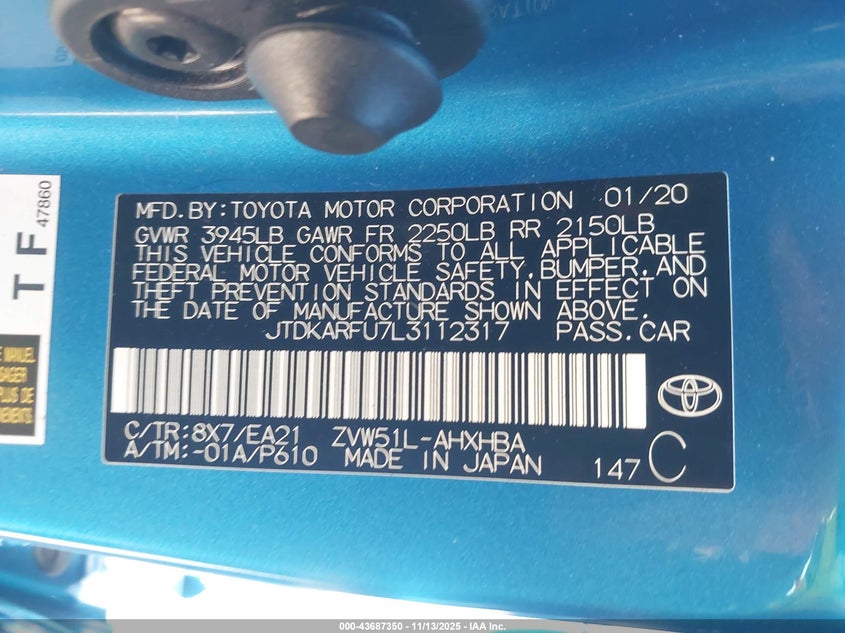 MFD.BY:TOYOTA MOTOR CORPORATION 01/20
GVWR 3945LB GAWR FR 2250LB RR 2150LB
THIS VEHICLE CONFORMS TO ALL APPLICABLE
FEDERAL MOTOR VEHICLE SAFETY,BUMPER,AND
THEFT PREVENTION STANDARDS IN EFFECT ON
THE DATE OF MANUFACTURE SHOWN ABOVE.
JTDKARFU7L3112317 PASS.CAR
C/TR:8X7/EA21 ZVW51L-AHXHBA
A/TM:-01A/P610 MADE IN JAPAN 147 C
T F
47860
MANUEL
PLUS DE
000-43687350 — 11/13/2025 — IAA Inc.